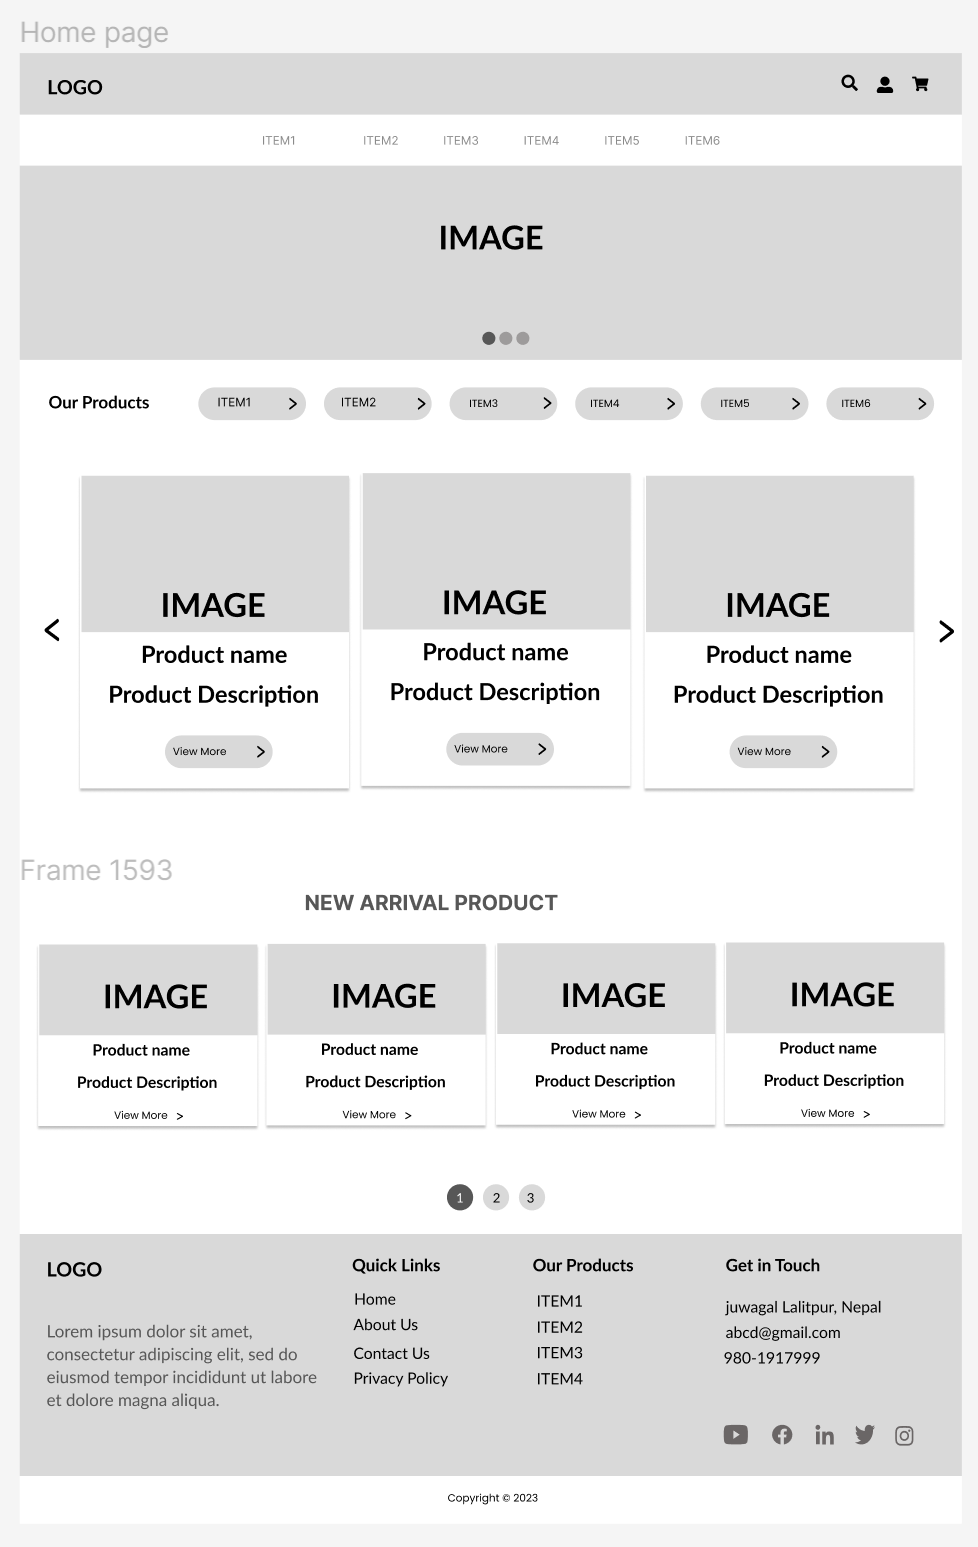 Home page
LOGO
ITEM1 ITEM2 ITEM3 ITEM4 ITEM5 ITEM6
IMAGE
Our Products ITEM1 ITEM2 ITEM3 ITEM4 ITEM5 ITEM6
IMAGE IMAGE IMAGE
Product name Product name Product name
Product Description Product Description Product Description
View More View More View More
Frame 1593
NEW ARRIVAL PRODUCT
IMAGE IMAGE IMAGE IMAGE
Product name Product name Product name Product name
Product Description Product Description Product Description Product Description
View More View More View More View More
1 2 3
LOGO
Lorem ipsum dolor sit amet,
consectetur adipiscing elit, sed do
eiusmod tempor incididunt ut labore
et dolore magna aliqua.
Quick Links
Home
About Us
Contact Us
Privacy Policy
Our Products
ITEM1
ITEM2
ITEM3
ITEM4
Get in Touch
juwagal Lalitpur, Nepal
abcd@gmail.com
980-1917999
Copyright © 2023